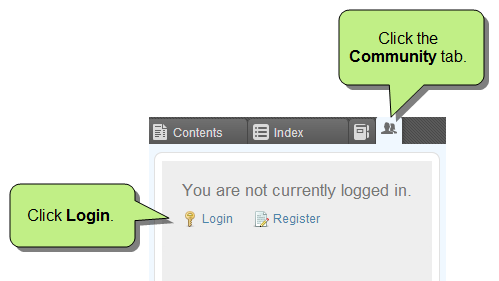 Click the
Community tab.
Contents Index
You are not currently logged in.
Click Login.
Login Register